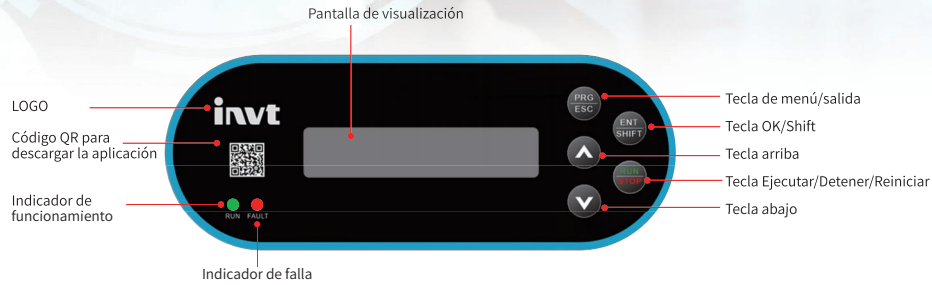 Pantalla de visualización
LOGO
invt
PRG
ESC
Tecla de menú/salida
Código QR para
descargar la aplicación
ENT
SHIFT
Tecla OK/Shift
Tecla arriba
RUN
STOP
Tecla Ejecutar/Detener/Reiniciar
Indicador de
funcionamiento
RUN FAULT
Tecla abajo
Indicador de falla